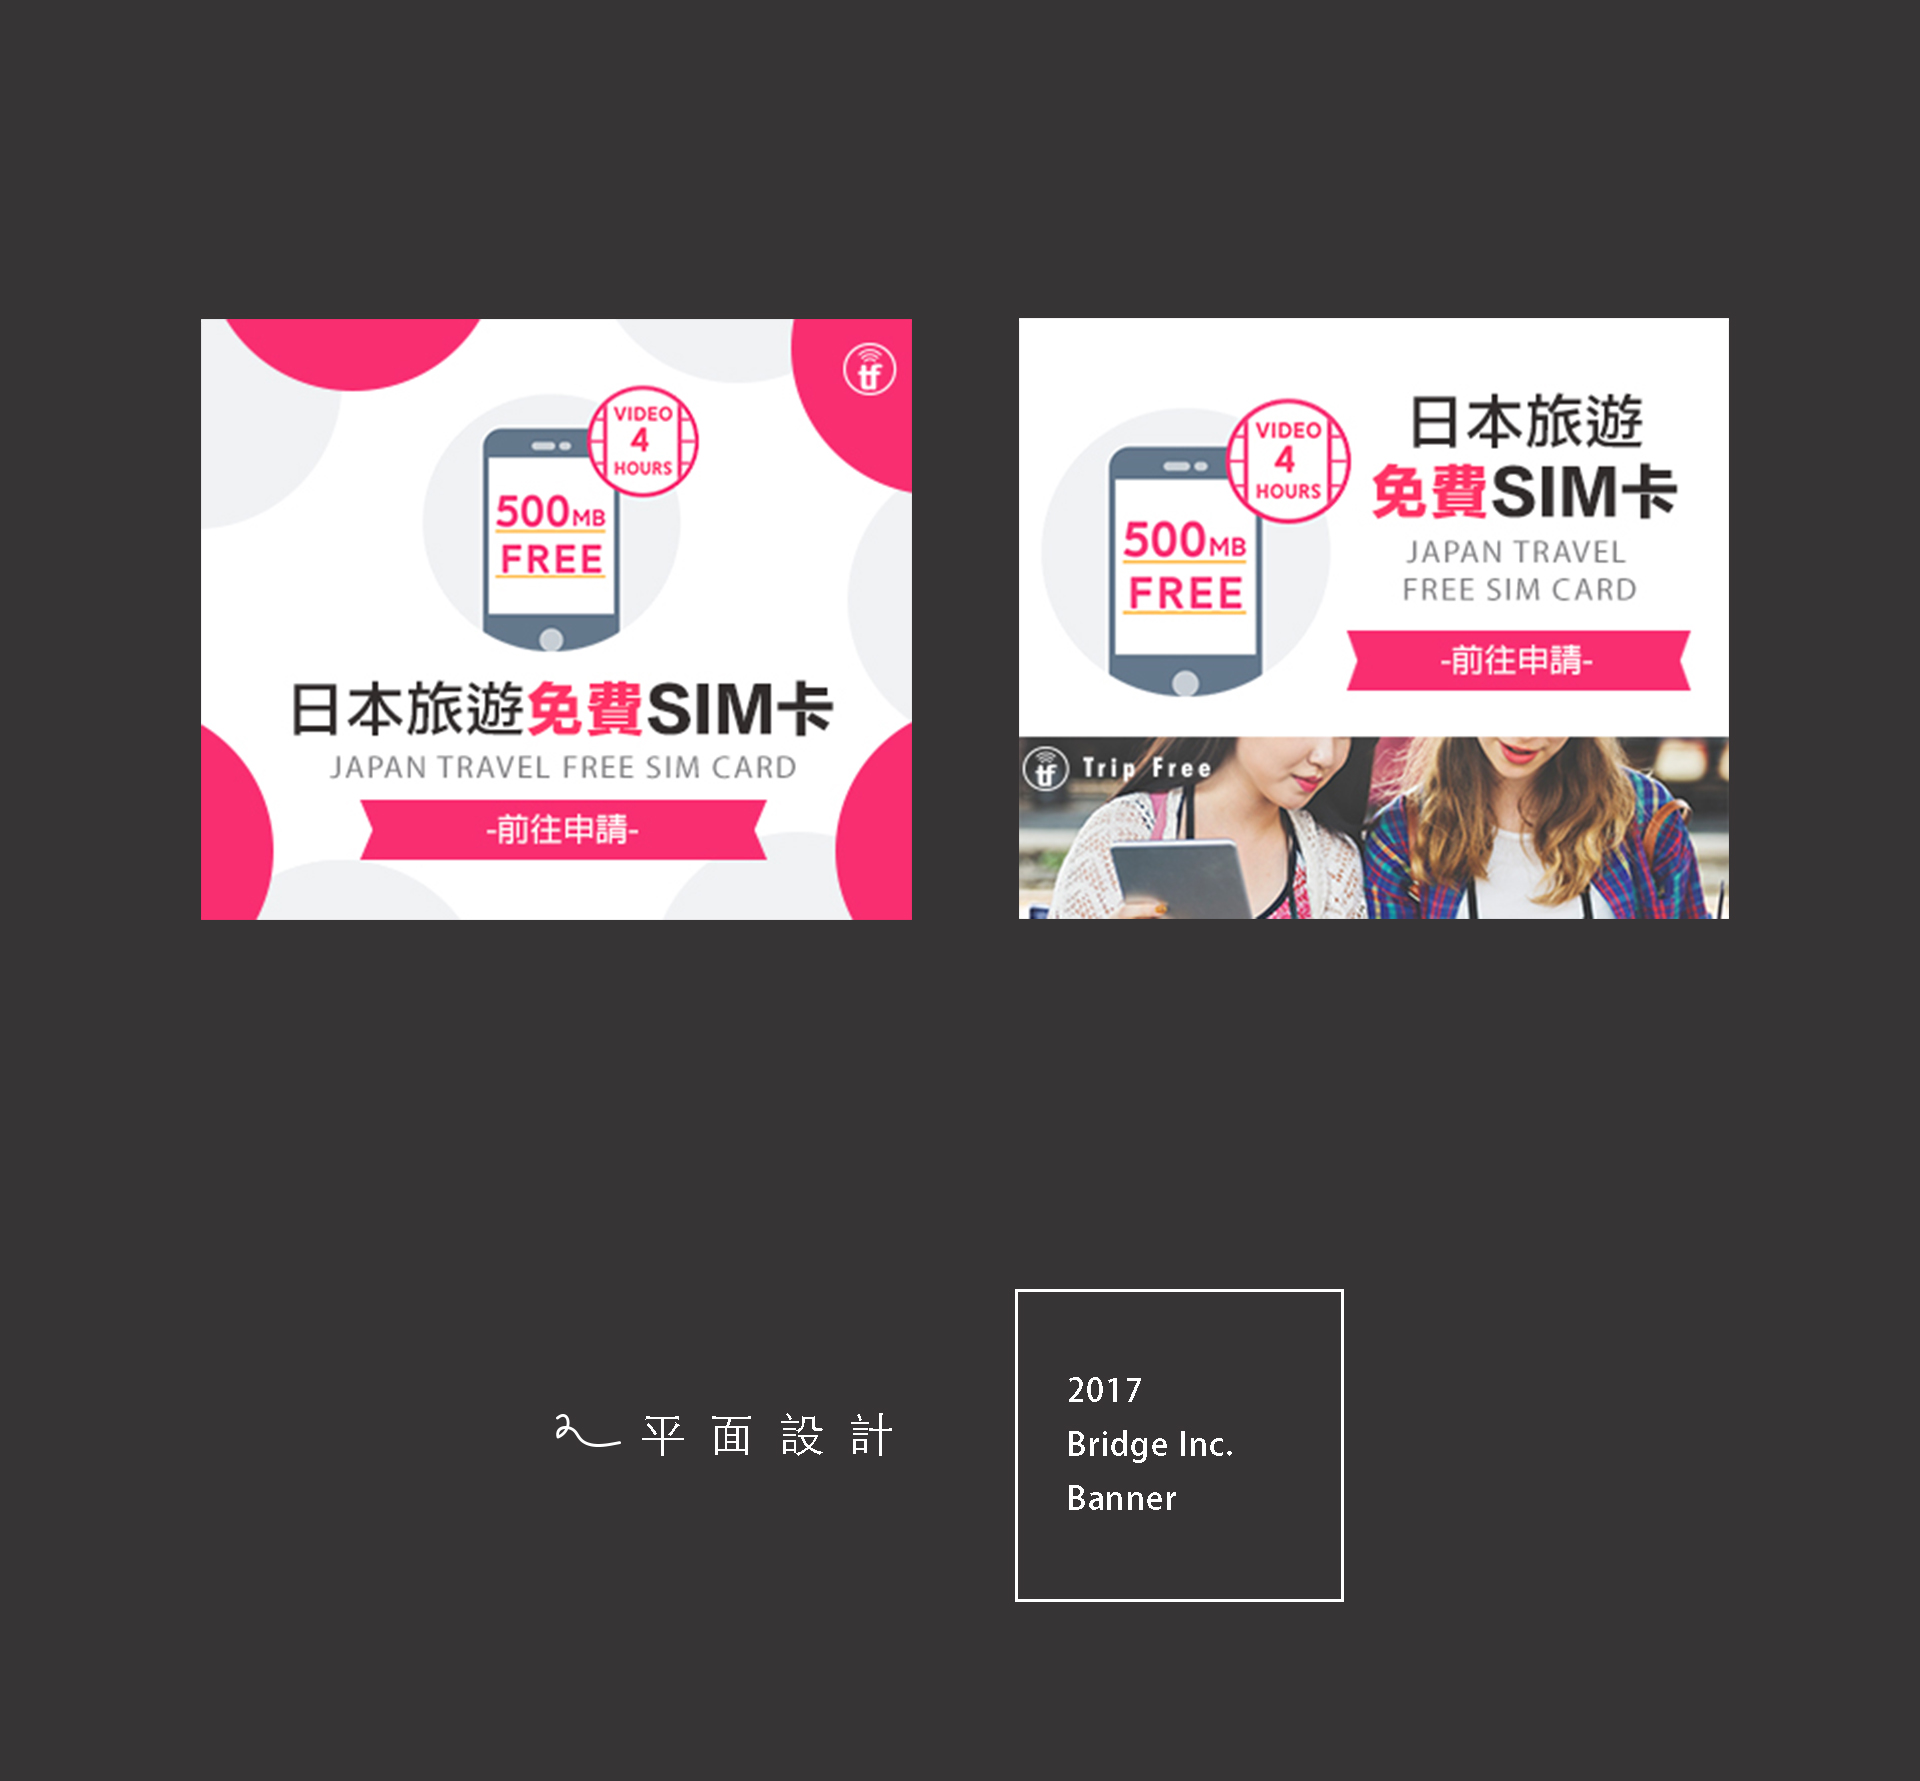 tf
VIDEO
4
HOURS
500MB
FREE
日本旅遊免費SIM卡
JAPAN TRAVEL FREE SIM CARD
-前往申請-
VIDEO
4
HOURS
500MB
FREE
日本旅遊
免費SIM卡
JAPAN TRAVEL
FREE SIM CARD
-前往申請-
tf Trip Free
平面設計
2017
Bridge Inc.
Banner